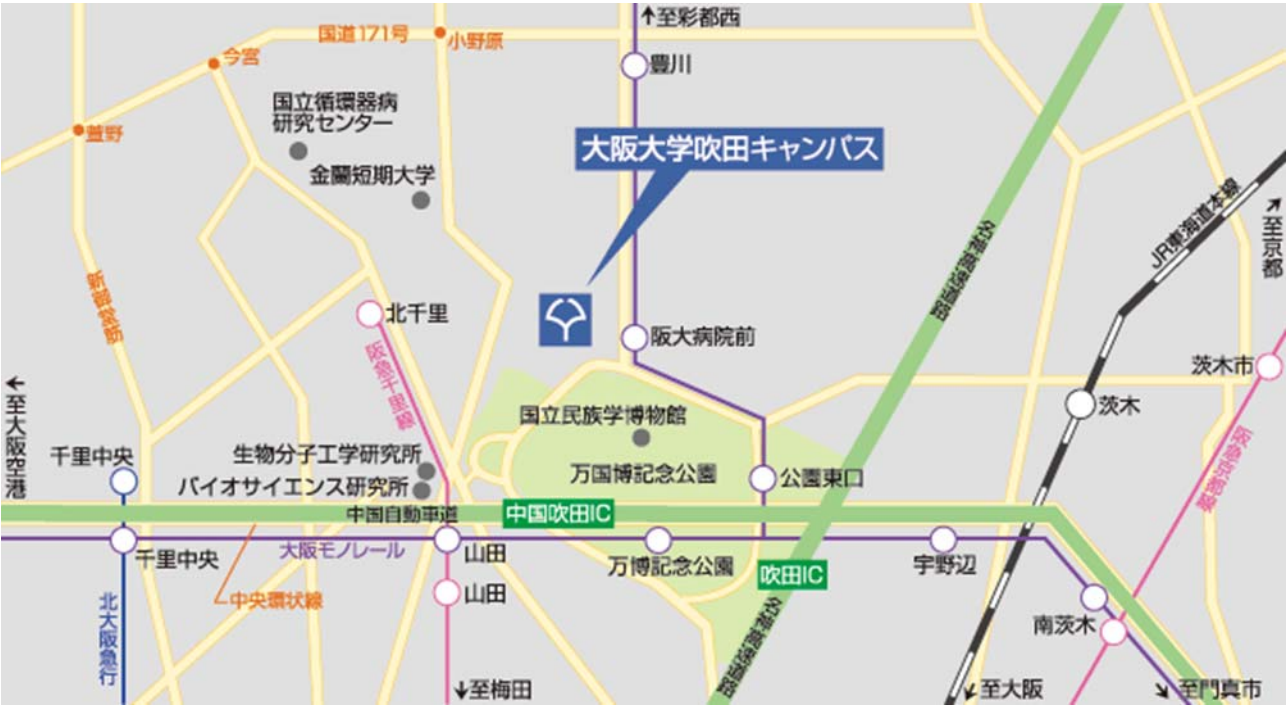 ↑至彩都西
国道171号
小野原
今宮
豊川
国立循環器病
研究センター
萱野
大阪大学吹田キャンパス
金蘭短期大学
JR東海道本線
至京都
名神高速道路
新御堂筋
北千里
阪大病院前
阪急千里線
茨木市
←至大阪空港
茨木
国立民族学博物館
千里中央
生物分子工学研究所
万国博記念公園
公園東口
阪急京都線
バイオサイエンス研究所
中国自動車道
中国吹田IC
千里中央
大阪モノレール
山田
万博記念公園
吹田IC
宇野辺
中央環状線
山田
北大阪急行
名神高速道路
南茨木
↓至梅田
至大阪
至門真市